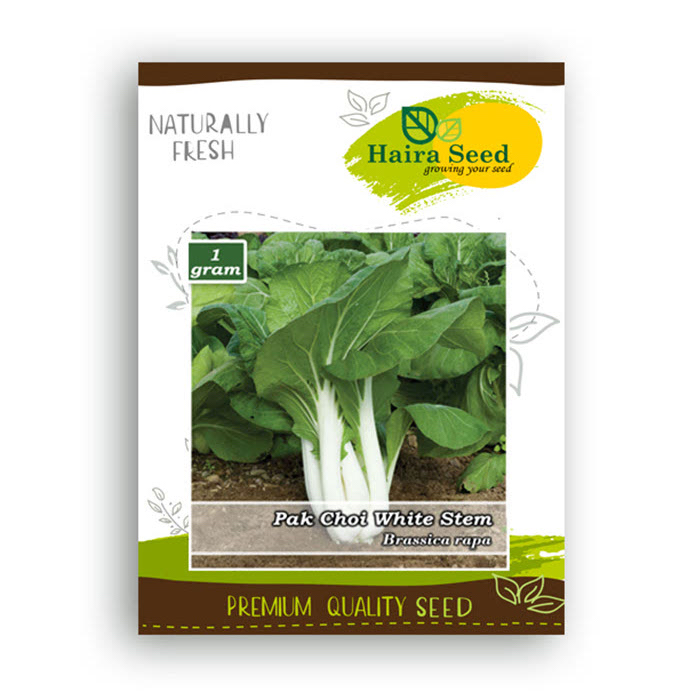 NATURALLY
FRESH
Haira Seed
growing your seed
1
gram
Pak Choi White Stem
Brassica rapa
PREMIUM QUALITY SEED